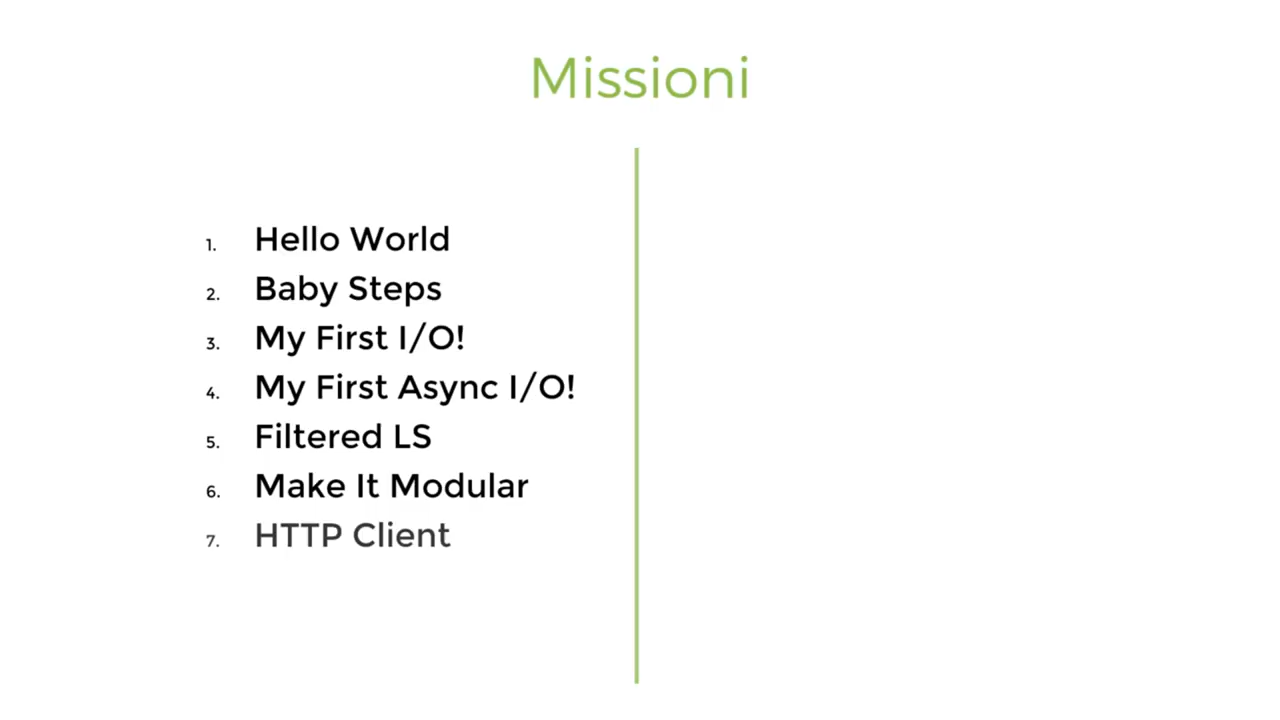 Missioni
1. Hello World
2. Baby Steps
3. My First I/O!
4. My First Async I/O!
5. Filtered LS
6. Make It Modular
7. HTTP Client